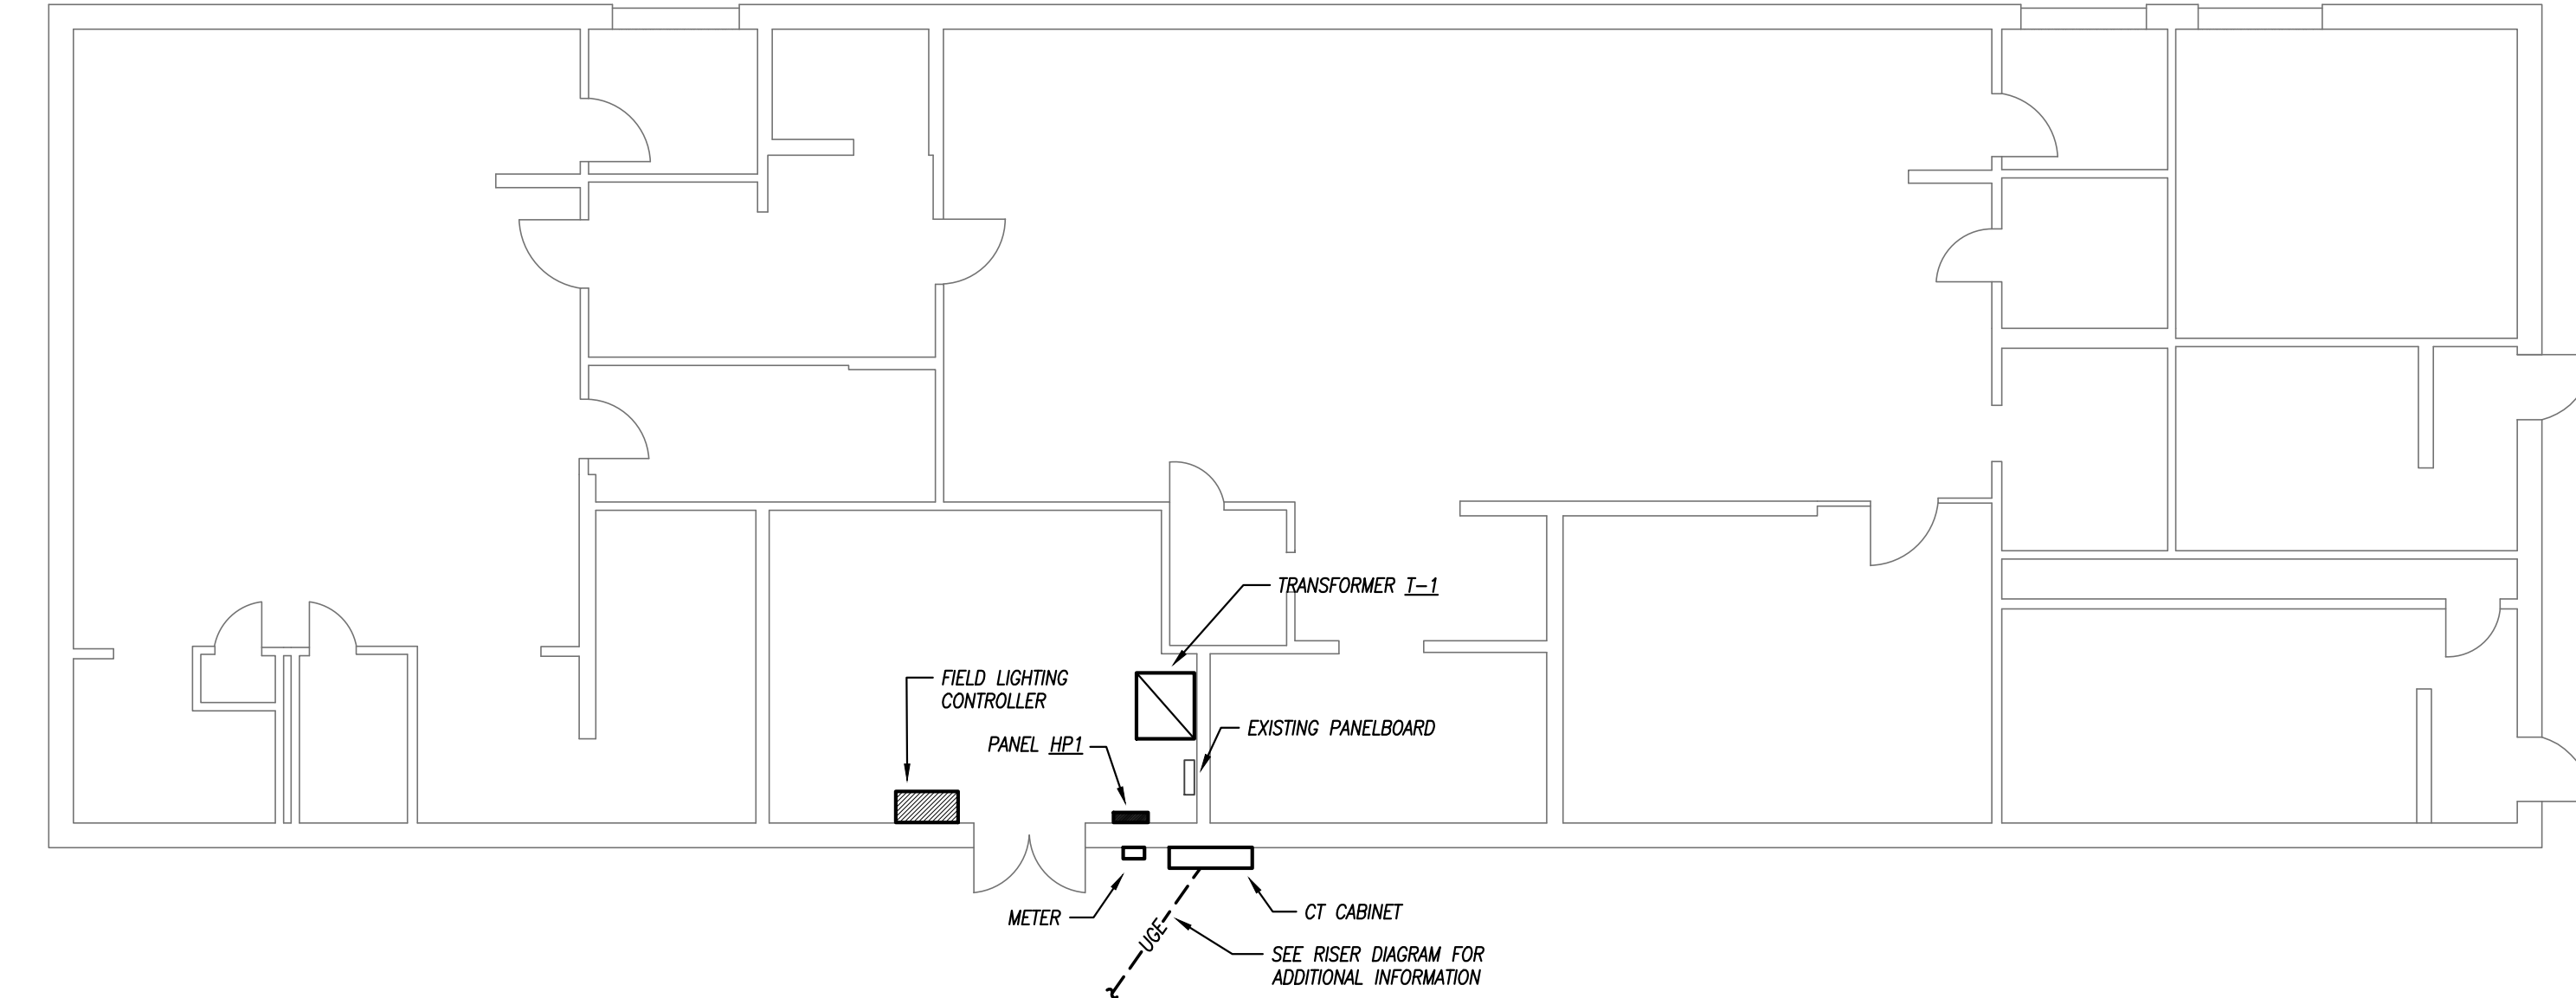 TRANSFORMER T-1
FIELD LIGHTING
CONTROLLER
EXISTING PANELBOARD
PANEL HP1
METER
CT CABINET
UGE
SEE RISER DIAGRAM FOR
ADDITIONAL INFORMATION